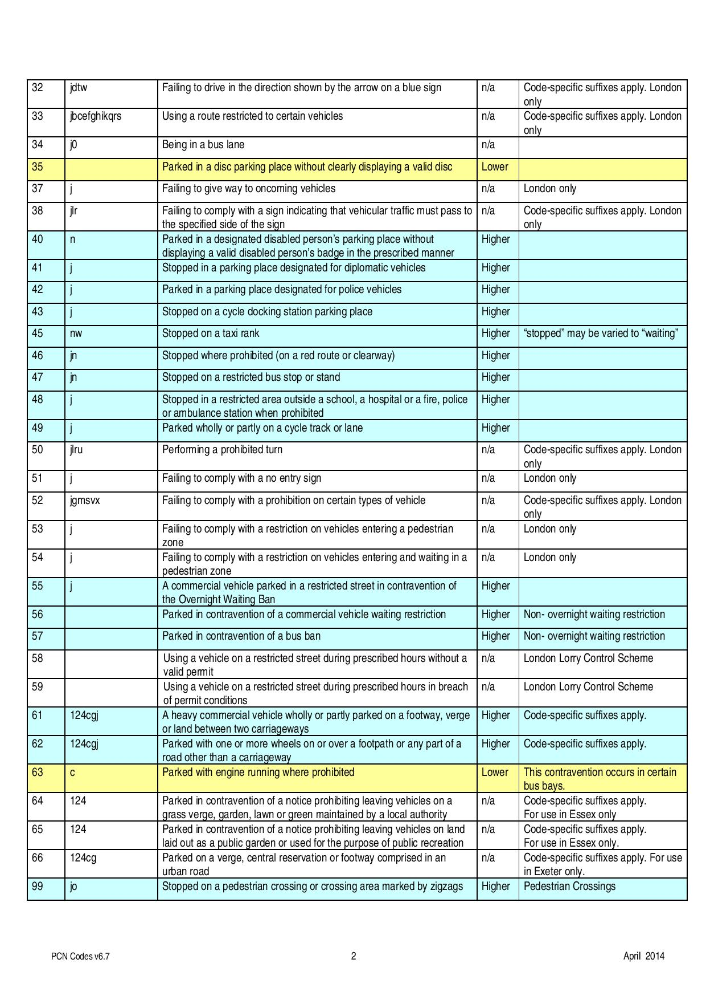 32 jdtw Failing to drive in the direction shown by the arrow on a blue sign n/a Code-specific suffixes apply. London
only
33 jbcefghikqrs Using a route restricted to certain vehicles n/a Code-specific suffixes apply. London
only
34 j0 Being in a bus lane n/a
35 Parked in a disc parking place without clearly displaying a valid disc Lower
37 j Failing to give way to oncoming vehicles n/a London only
38 jlr Failing to comply with a sign indicating that vehicular traffic must pass to n/a Code-specific suffixes apply. London
the specified side of the sign only
40 n Parked in a designated disabled person’s parking place without Higher
displaying a valid disabled person’s badge in the prescribed manner
41 j Stopped in a parking place designated for diplomatic vehicles Higher
42 j Parked in a parking place designated for police vehicles Higher
43 j Stopped on a cycle docking station parking place Higher
45 nw Stopped on a taxi rank Higher “stopped” may be varied to “waiting”
46 jn Stopped where prohibited (on a red route or clearway) Higher
47 jn Stopped on a restricted bus stop or stand Higher
48 j Stopped in a restricted area outside a school, a hospital or a fire, police Higher
or ambulance station when prohibited
49 j Parked wholly or partly on a cycle track or lane Higher
50 jlru Performing a prohibited turn n/a Code-specific suffixes apply. London
only
51 j Failing to comply with a no entry sign n/a London only
52 jgmsvx Failing to comply with a prohibition on certain types of vehicle n/a Code-specific suffixes apply. London
only
53 j Failing to comply with a restriction on vehicles entering a pedestrian n/a London only
zone
54 j Failing to comply with a restriction on vehicles entering and waiting in a n/a London only
pedestrian zone
55 j A commercial vehicle parked in a restricted street in contravention of Higher
the Overnight Waiting Ban
56 Parked in contravention of a commercial vehicle waiting restriction Higher Non- overnight waiting restriction
57 Parked in contravention of a bus ban Higher Non- overnight waiting restriction
58 Using a vehicle on a restricted street during prescribed hours without a n/a London Lorry Control Scheme
valid permit
59 Using a vehicle on a restricted street during prescribed hours in breach n/a London Lorry Control Scheme
of permit conditions
61 124cgj A heavy commercial vehicle wholly or partly parked on a footway, verge Higher Code-specific suffixes apply.
or land between two carriageways
62 124cgj Parked with one or more wheels on or over a footpath or any part of a Higher Code-specific suffixes apply.
road other than a carriageway
63 c Parked with engine running where prohibited Lower This contravention occurs in certain
bus bays.
64 124 Parked in contravention of a notice prohibiting leaving vehicles on a n/a Code-specific suffixes apply.
grass verge, garden, lawn or green maintained by a local authority For use in Essex only
65 124 Parked in contravention of a notice prohibiting leaving vehicles on land n/a Code-specific suffixes apply.
laid out as a public garden or used for the purpose of public recreation For use in Essex only.
66 124cg Parked on a verge, central reservation or footway comprised in an n/a Code-specific suffixes apply. For use
urban road in Exeter only.
99 jo Stopped on a pedestrian crossing or crossing area marked by zigzags Higher Pedestrian Crossings
PCN Codes v6.7 2 April 2014